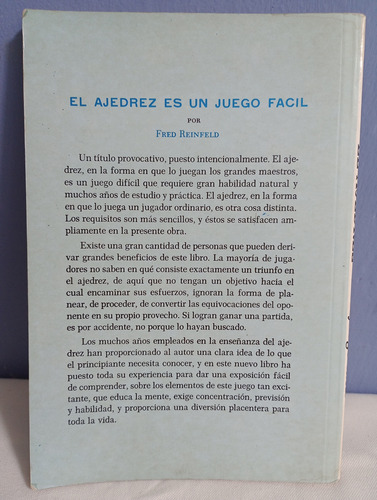 EL AJEDREZ ES UN JUEGO FACIL
POR
FRED REINFELD
Un título provocativo, puesto intencionalmente. El aje-
drez, en la forma en que lo juegan los grandes maestros,
es un juego difícil que requiere gran habilidad natural y
muchos años de estudio y práctica. El ajedrez, en la forma
en que lo juega un jugador ordinario, es otra cosa distinta.
Los requisitos son más sencillos, y éstos se satisfacen am-
pliamente en la presente obra.
Existe una gran cantidad de personas que pueden deri-
var grandes beneficios de este libro. La mayoría de juga-
dores no saben en qué consiste exactamente un triunfo en
el ajedrez, de aquí que no tengan un objetivo hacia el
cual encaminar sus esfuerzos, ignoran la forma de pla-
near, de proceder, de convertir las equivocaciones del opo-
nente en su propio provecho. Si logran ganar una partida,
es por accidente, no porque lo hayan buscado.
Los muchos años empleados en la enseñanza del aje-
drez han proporcionado al autor una clara idea de lo que
el principiante necesita conocer, y en este nuevo libro ha
puesto toda su experiencia para dar una exposición fácil
de comprender, sobre los elementos de este juego tan exci-
tante, que educa la mente, exige concentración, previsión
y habilidad, y proporciona una diversión placentera para
toda la vida.